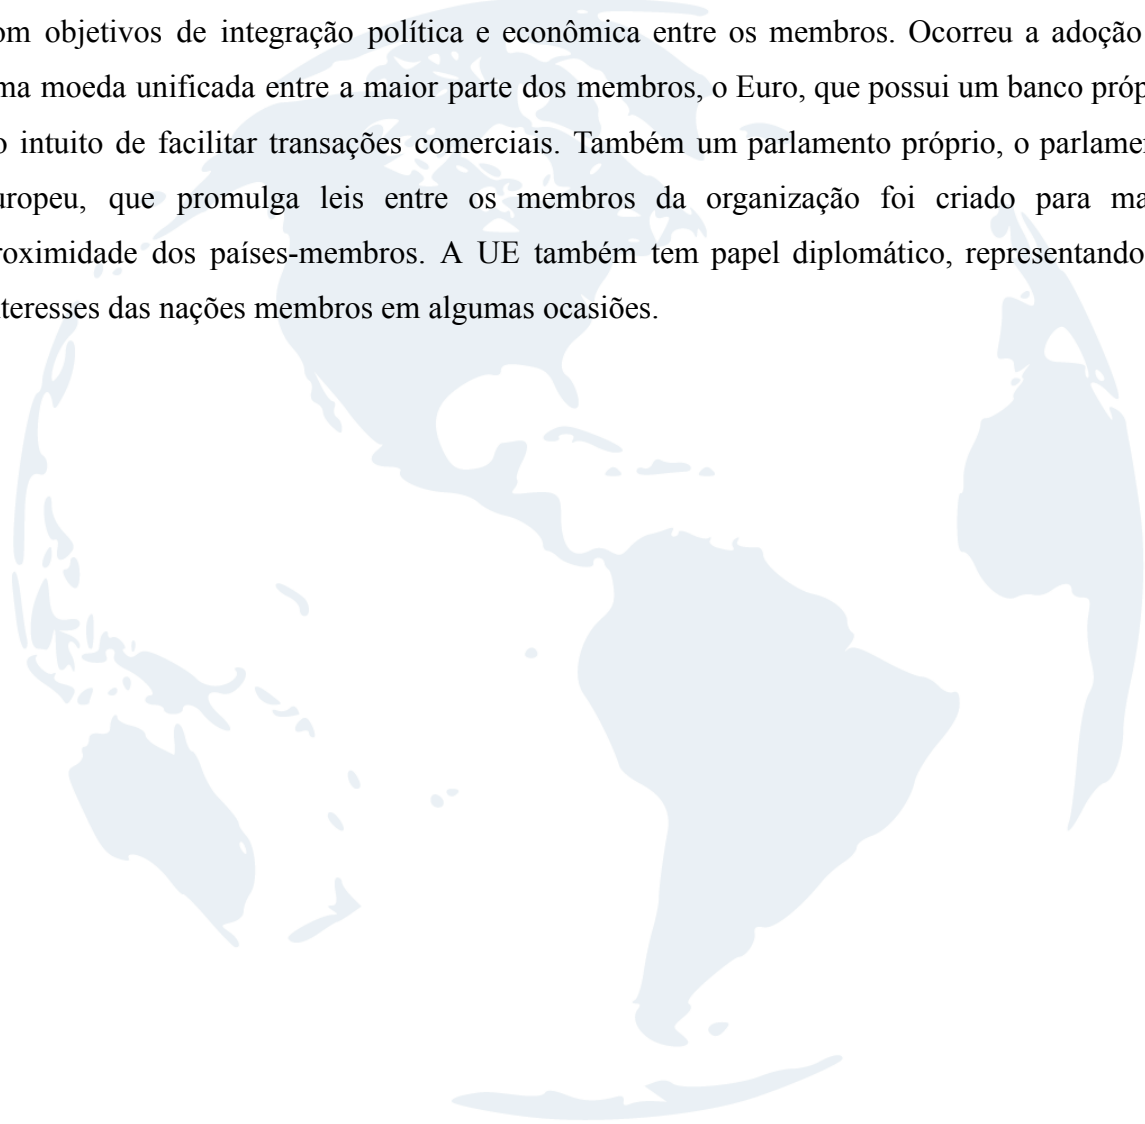 om objetivos de integração política e econômica entre os membros. Ocorreu a adoção
ma moeda unificada entre a maior parte dos membros, o Euro, que possui um banco próp
o intuito de facilitar transações comerciais. Também um parlamento próprio, o parlame
uropeu, que promulga leis entre os membros da organização foi criado para ma
roximidade dos países-membros. A UE também tem papel diplomático, representando
nteresses das nações membros em algumas ocasiões.